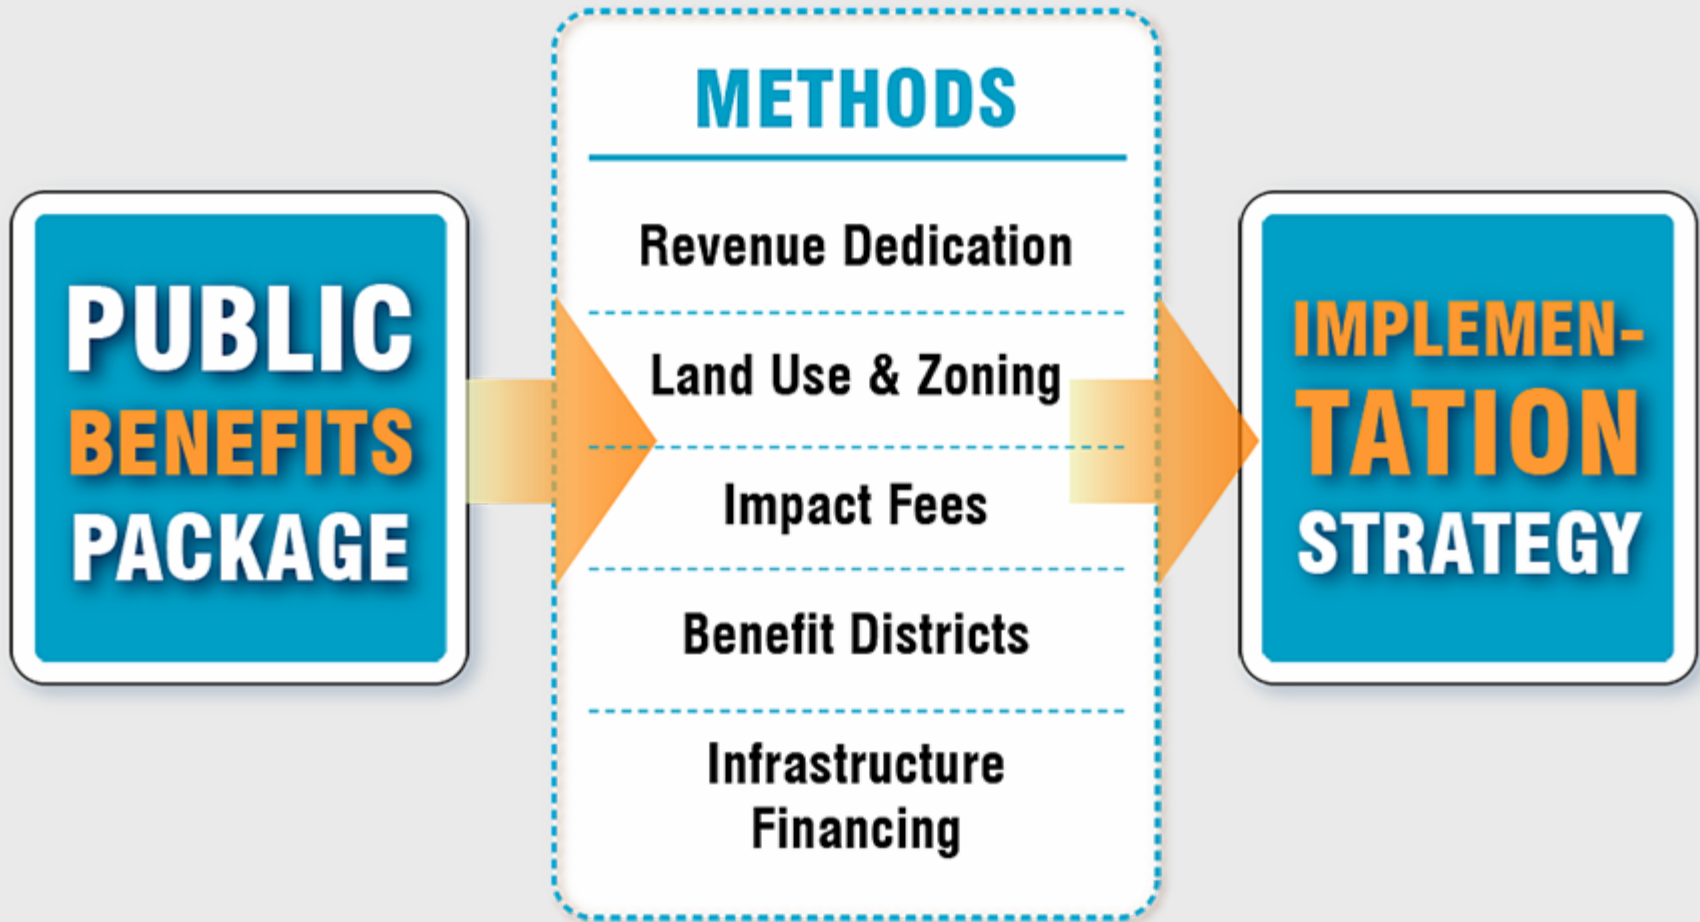 PUBLIC
BENEFITS
PACKAGE
METHODS
Revenue Dedication
Land Use & Zoning
Impact Fees
Benefit Districts
Infrastructure
Financing
IMPLEMEN-
TATION
STRATEGY